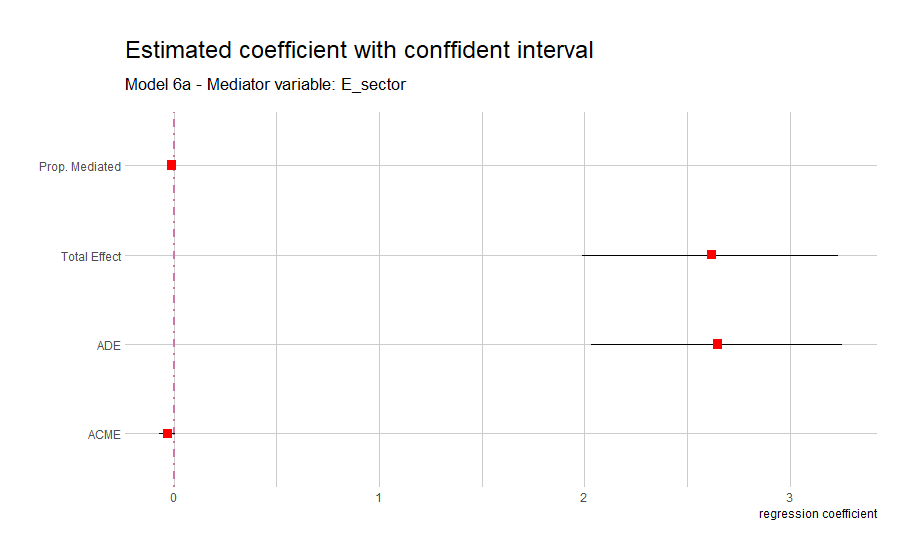 Estimated coefficient with conffident interval
Model 6a - Mediator variable: E_sector
Prop. Mediated
Total Effect
ADE
ACME
0 1 2 3
regression coefficient